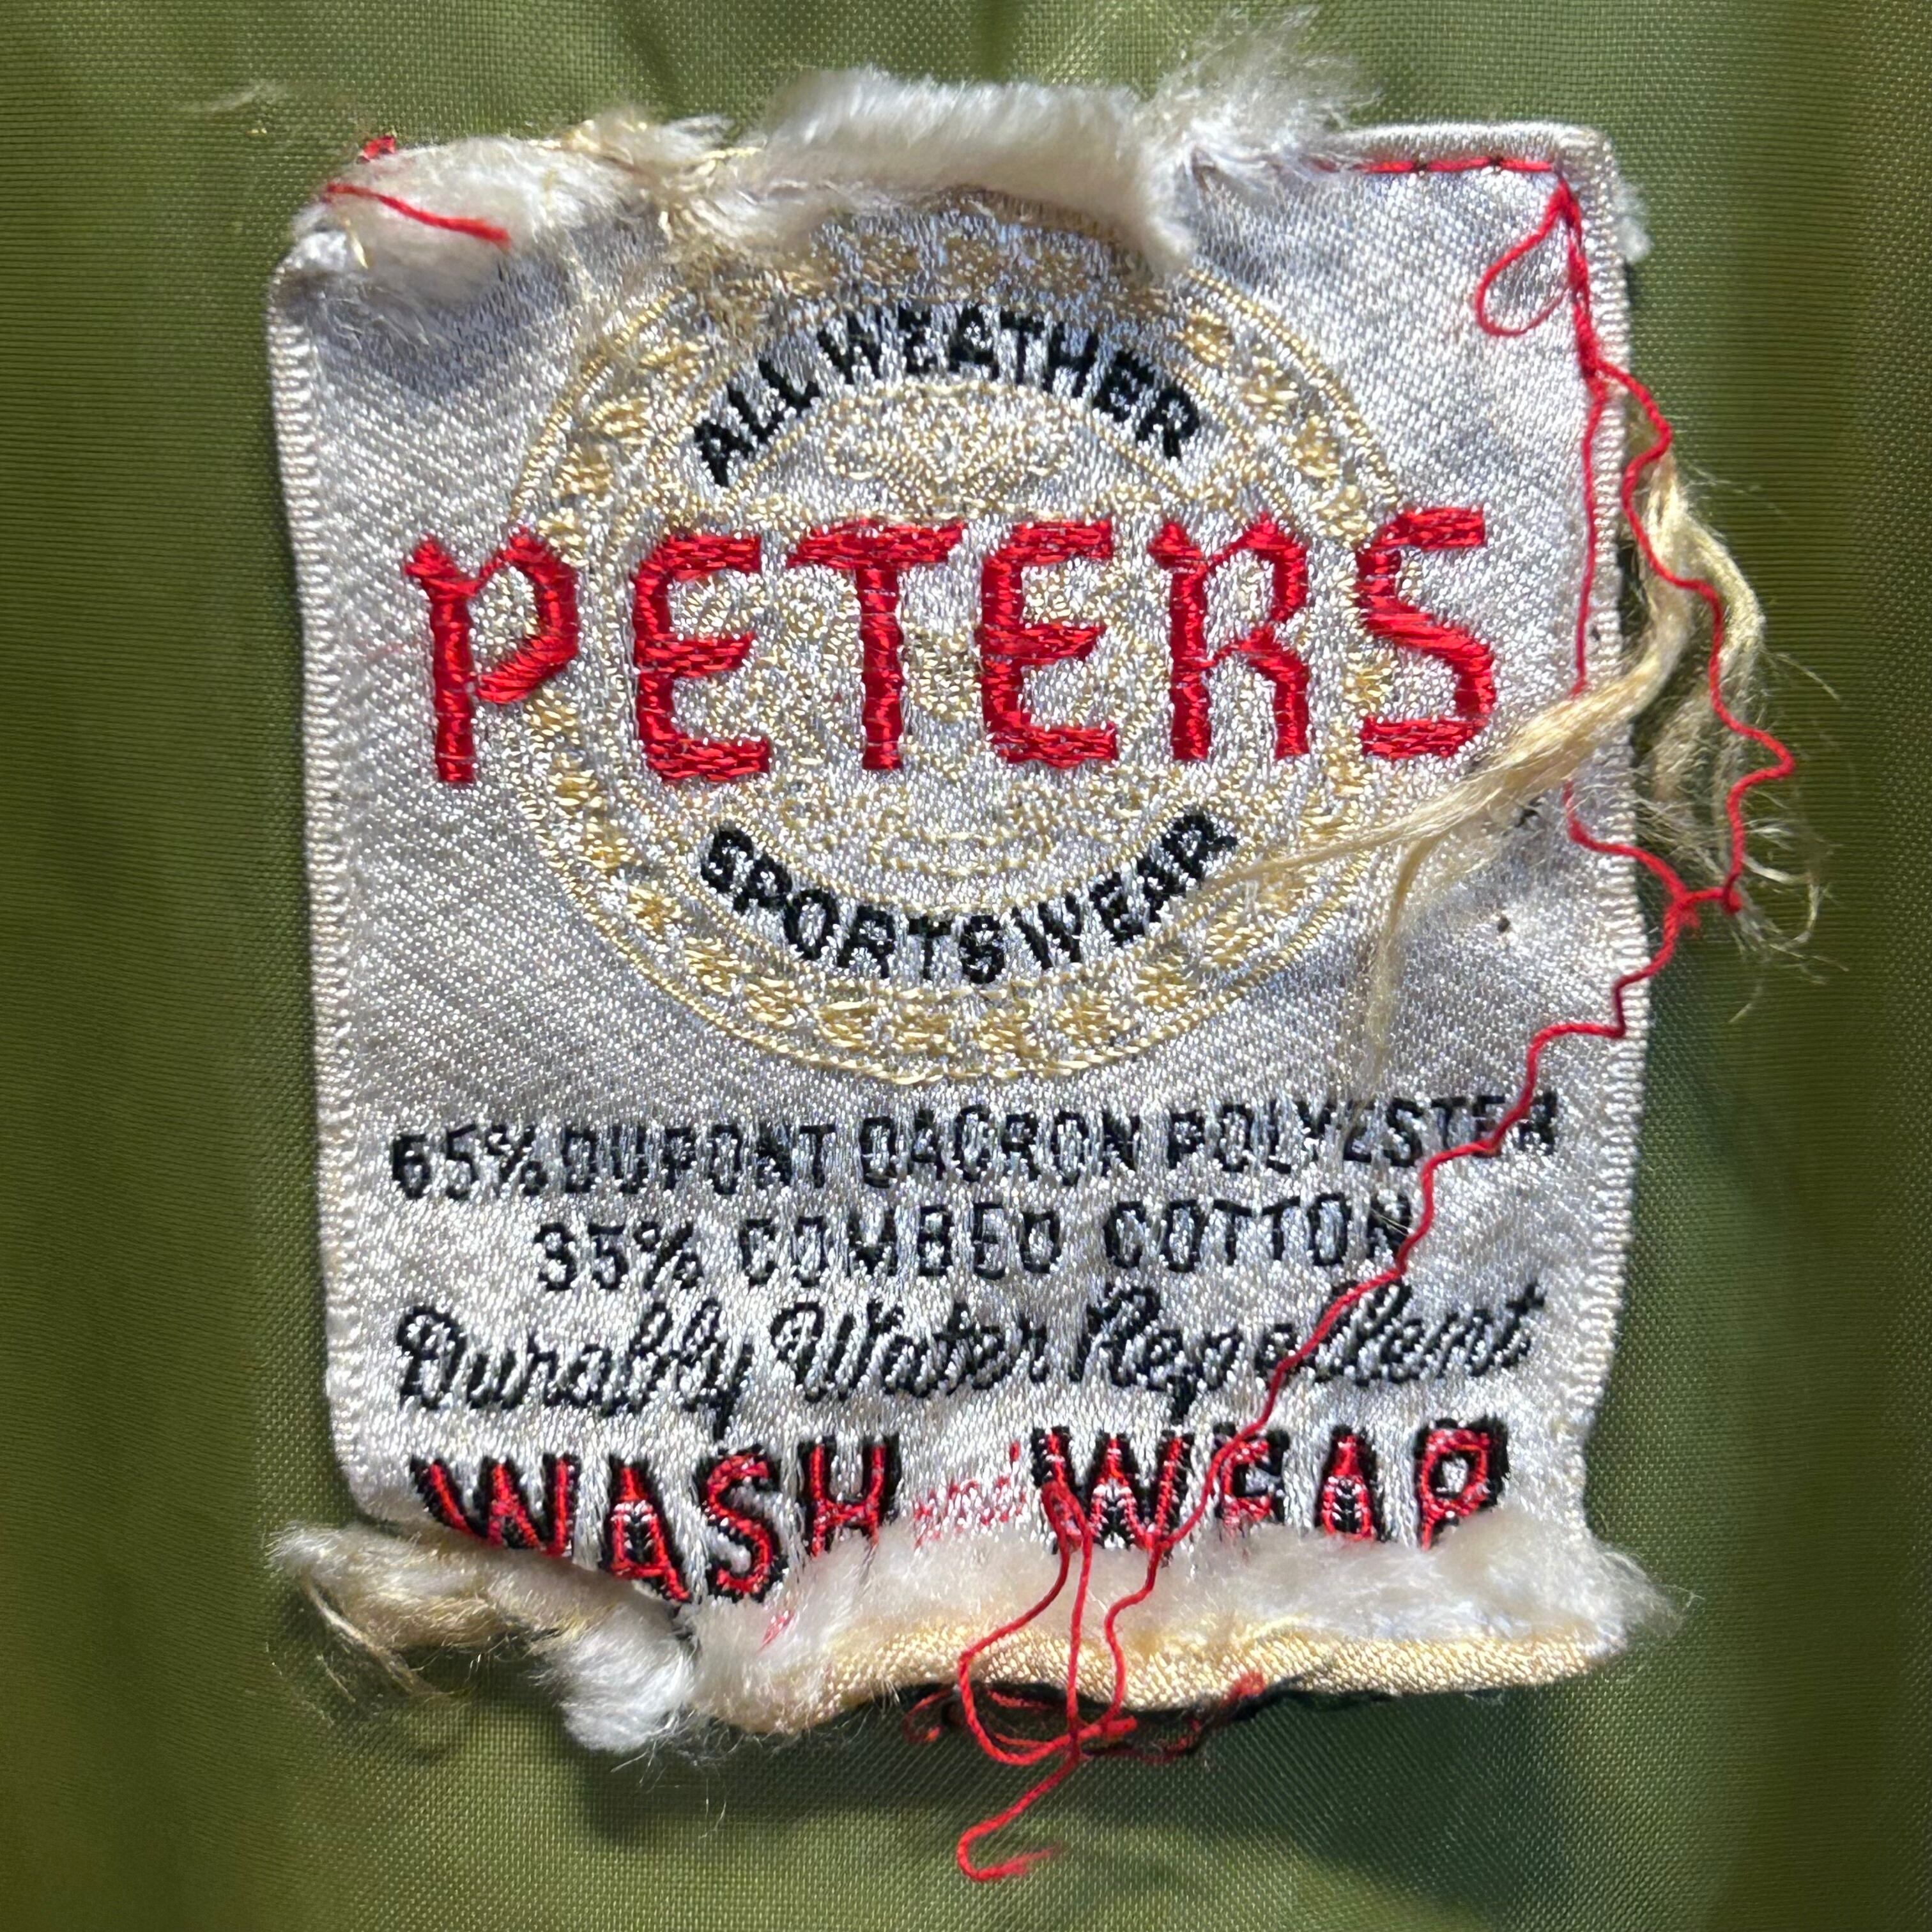 ALL WEATHER
PETERS
SPORTSWEAR
65% DUPONT DACRON POLYESTER
35% COMBED COTTON
Durably Water Repellent
WASH and WEAR